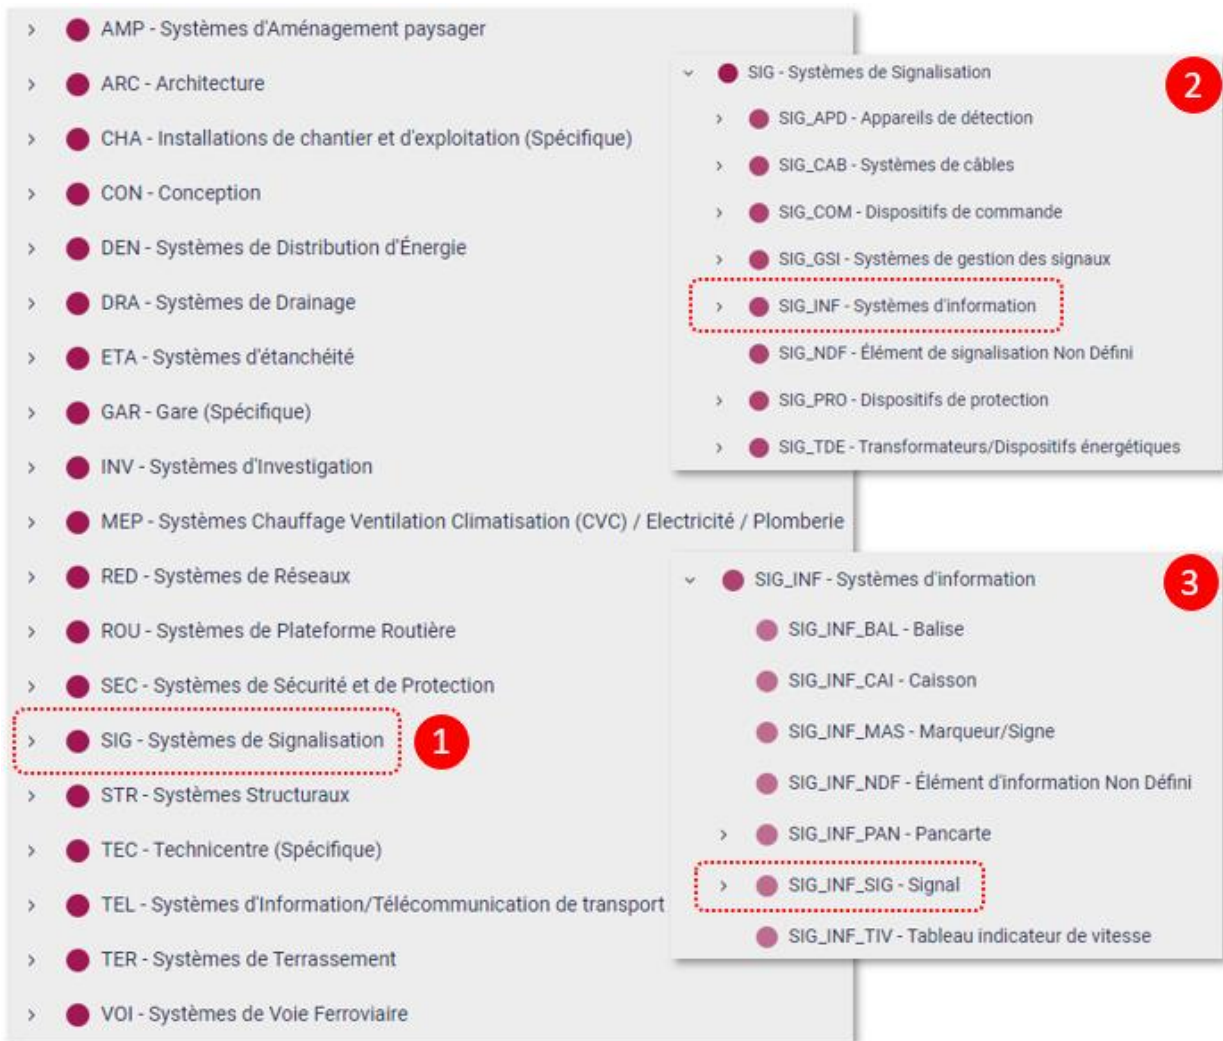 AMP - Systèmes d'Aménagement paysager
ARC - Architecture
CHA - Installations de chantier et d'exploitation (Spécifique)
CON - Conception
DEN - Systèmes de Distribution d'Énergie
DRA - Systèmes de Drainage
ETA - Systèmes d'étanchéité
GAR - Gare (Spécifique)
INV - Systèmes d'Investigation
MEP - Systèmes Chauffage Ventilation Climatisation (CVC) / Electricité / Plomberie
RED - Systèmes de Réseaux
ROU - Systèmes de Plateforme Routière
SEC - Systèmes de Sécurité et de Protection
SIG - Systèmes de Signalisation
1
STR - Systèmes Structuraux
TEC - Technicentre (Spécifique)
TEL - Systèmes d'Information/Télécommunication de transport
TER - Systèmes de Terrassement
VOI - Systèmes de Voie Ferroviaire
SIG - Systèmes de Signalisation
2
SIG_APD - Appareils de détection
SIG_CAB - Systèmes de câbles
SIG_COM - Dispositifs de commande
SIG_GSI - Systèmes de gestion des signaux
SIG_INF - Systèmes d'information
SIG_NDF - Élément de signalisation Non Défini
SIG_PRO - Dispositifs de protection
SIG_TDE - Transformateurs/Dispositifs énergétiques
SIG_INF - Systèmes d'information
3
SIG_INF_BAL - Balise
SIG_INF_CAI - Caisson
SIG_INF_MAS - Marqueur/Signe
SIG_INF_NDF - Élément d'information Non Défini
SIG_INF_PAN - Pancarte
SIG_INF_SIG - Signal
SIG_INF_TIV - Tableau indicateur de vitesse